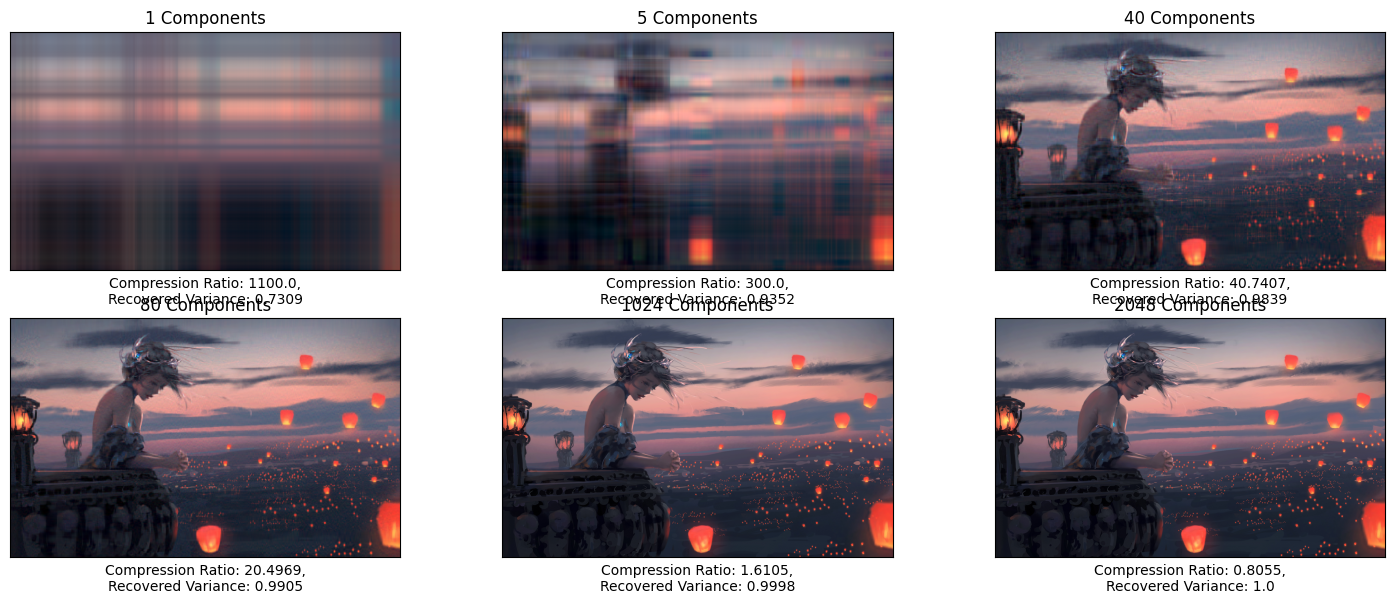 1 Components
5 Components
40 Components
Compression Ratio: 1100.0,
Recovered Variance: 0.7309
Compression Ratio: 300.0,
Recovered Variance: 0.9352
Compression Ratio: 40.7407,
Recovered Variance: 0.9839
80 Components
1024 Components
2048 Components
Compression Ratio: 20.4969,
Recovered Variance: 0.9905
Compression Ratio: 1.6105,
Recovered Variance: 0.9998
Compression Ratio: 0.8055,
Recovered Variance: 1.0